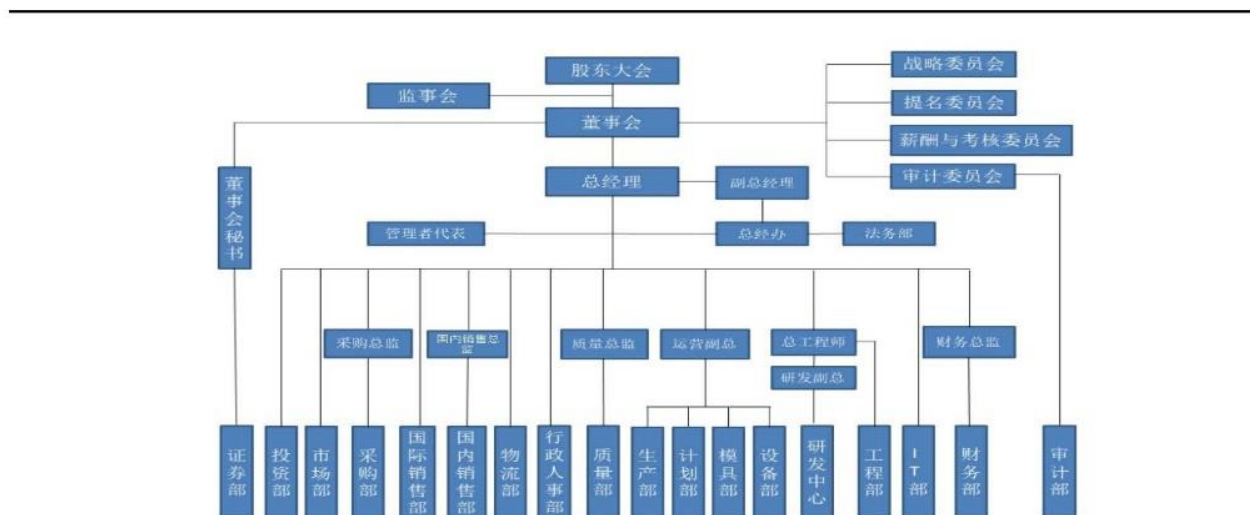 股东大会
监事会
董事会
战略委员会
提名委员会
薪酬与考核委员会
审计委员会
董事会秘书
总经理
副总经理
管理者代表
总经办
法务部
采购总监
国内销售总
监
质量总监
运营副总
总工程师
研发副总
财务总监
证券部
投资部
市场部
采购部
国际销售部
国内销售部
物流部
行政人事部
质量部
生产部
计划部
模具部
设备部
研发中心
工程部
IT部
财务部
审计部